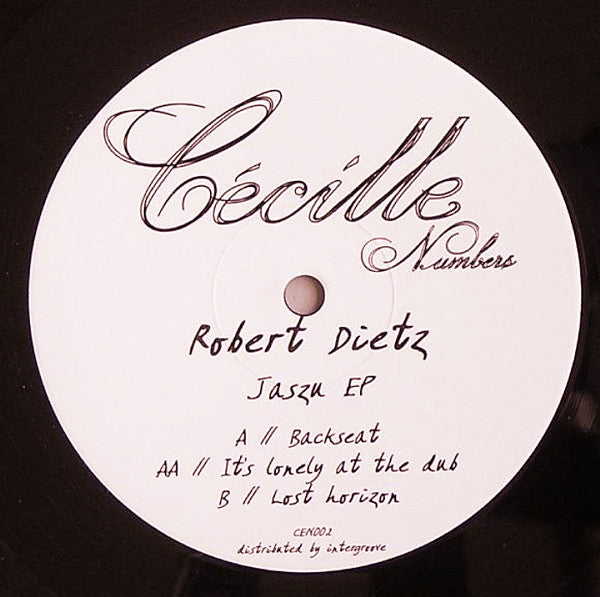 Cécille
Numbers
Robert Dietz
Jaszu EP
A // Backseat
AA // It's lonely at the dub
B // Lost horizon
CEN002
distributed by intergroove